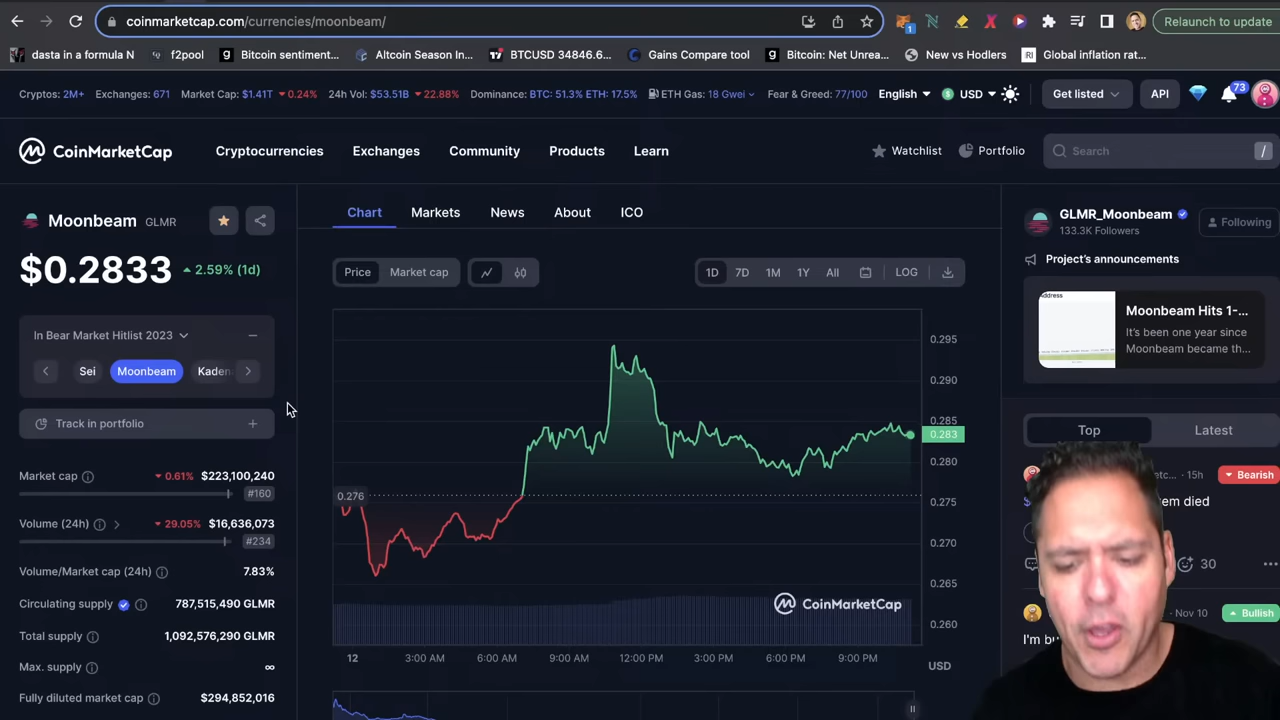 coinmarketcap.com/currencies/moonbeam/
Relaunch to update
dasta in a formula N
f2pool
Bitcoin sentiment...
Altcoin Season In...
BTCUSD 34846.6...
Gains Compare tool
Bitcoin: Net Unrea...
New vs Hodlers
Global inflation rat...
Cryptos: 2M+ Exchanges: 671 Market Cap: $1.41T 0.24% 24h Vol: $53.51B 22.88% Dominance: BTC: 51.3% ETH: 17.5% ETH Gas: 18 Gwei Fear & Greed: 77/100
English
USD
Get listed
API
73
CoinMarketCap
Cryptocurrencies
Exchanges
Community
Products
Learn
Watchlist
Portfolio
Search
/
Moonbeam GLMR
$0.2833 2.59% (1d)
In Bear Market Hitlist 2023
Sei
Moonbeam
Kaden
Track in portfolio
Market cap 0.61% $223,100,240
#160
Volume (24h) 29.05% $16,636,073
#234
Volume/Market cap (24h) 7.83%
Circulating supply 787,515,490 GLMR
Total supply 1,092,576,290 GLMR
Max. supply ∞
Fully diluted market cap $294,852,016
Chart
Markets
News
About
ICO
Price
Market cap
1D
7D
1M
1Y
All
LOG
0.295
0.290
0.285
0.283
0.280
0.276
0.275
0.270
0.265
0.260
CoinMarketCap
12
3:00 AM
6:00 AM
9:00 AM
12:00 PM
3:00 PM
6:00 PM
9:00 PM
USD
GLMR_Moonbeam
133.3K Followers
Following
Project's announcements
Address
Moonbeam Hits 1-...
It's been one year since
Moonbeam became th...
Top
Latest
15h
Bearish
died
30
Nov 10
Bullish